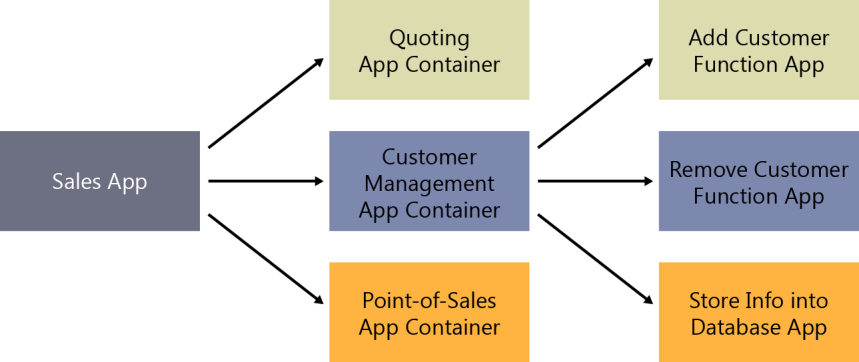 Sales App
Quoting
App Container
Customer
Management
App Container
Point-of-Sales
App Container
Add Customer
Function App
Remove Customer
Function App
Store Info into
Database App